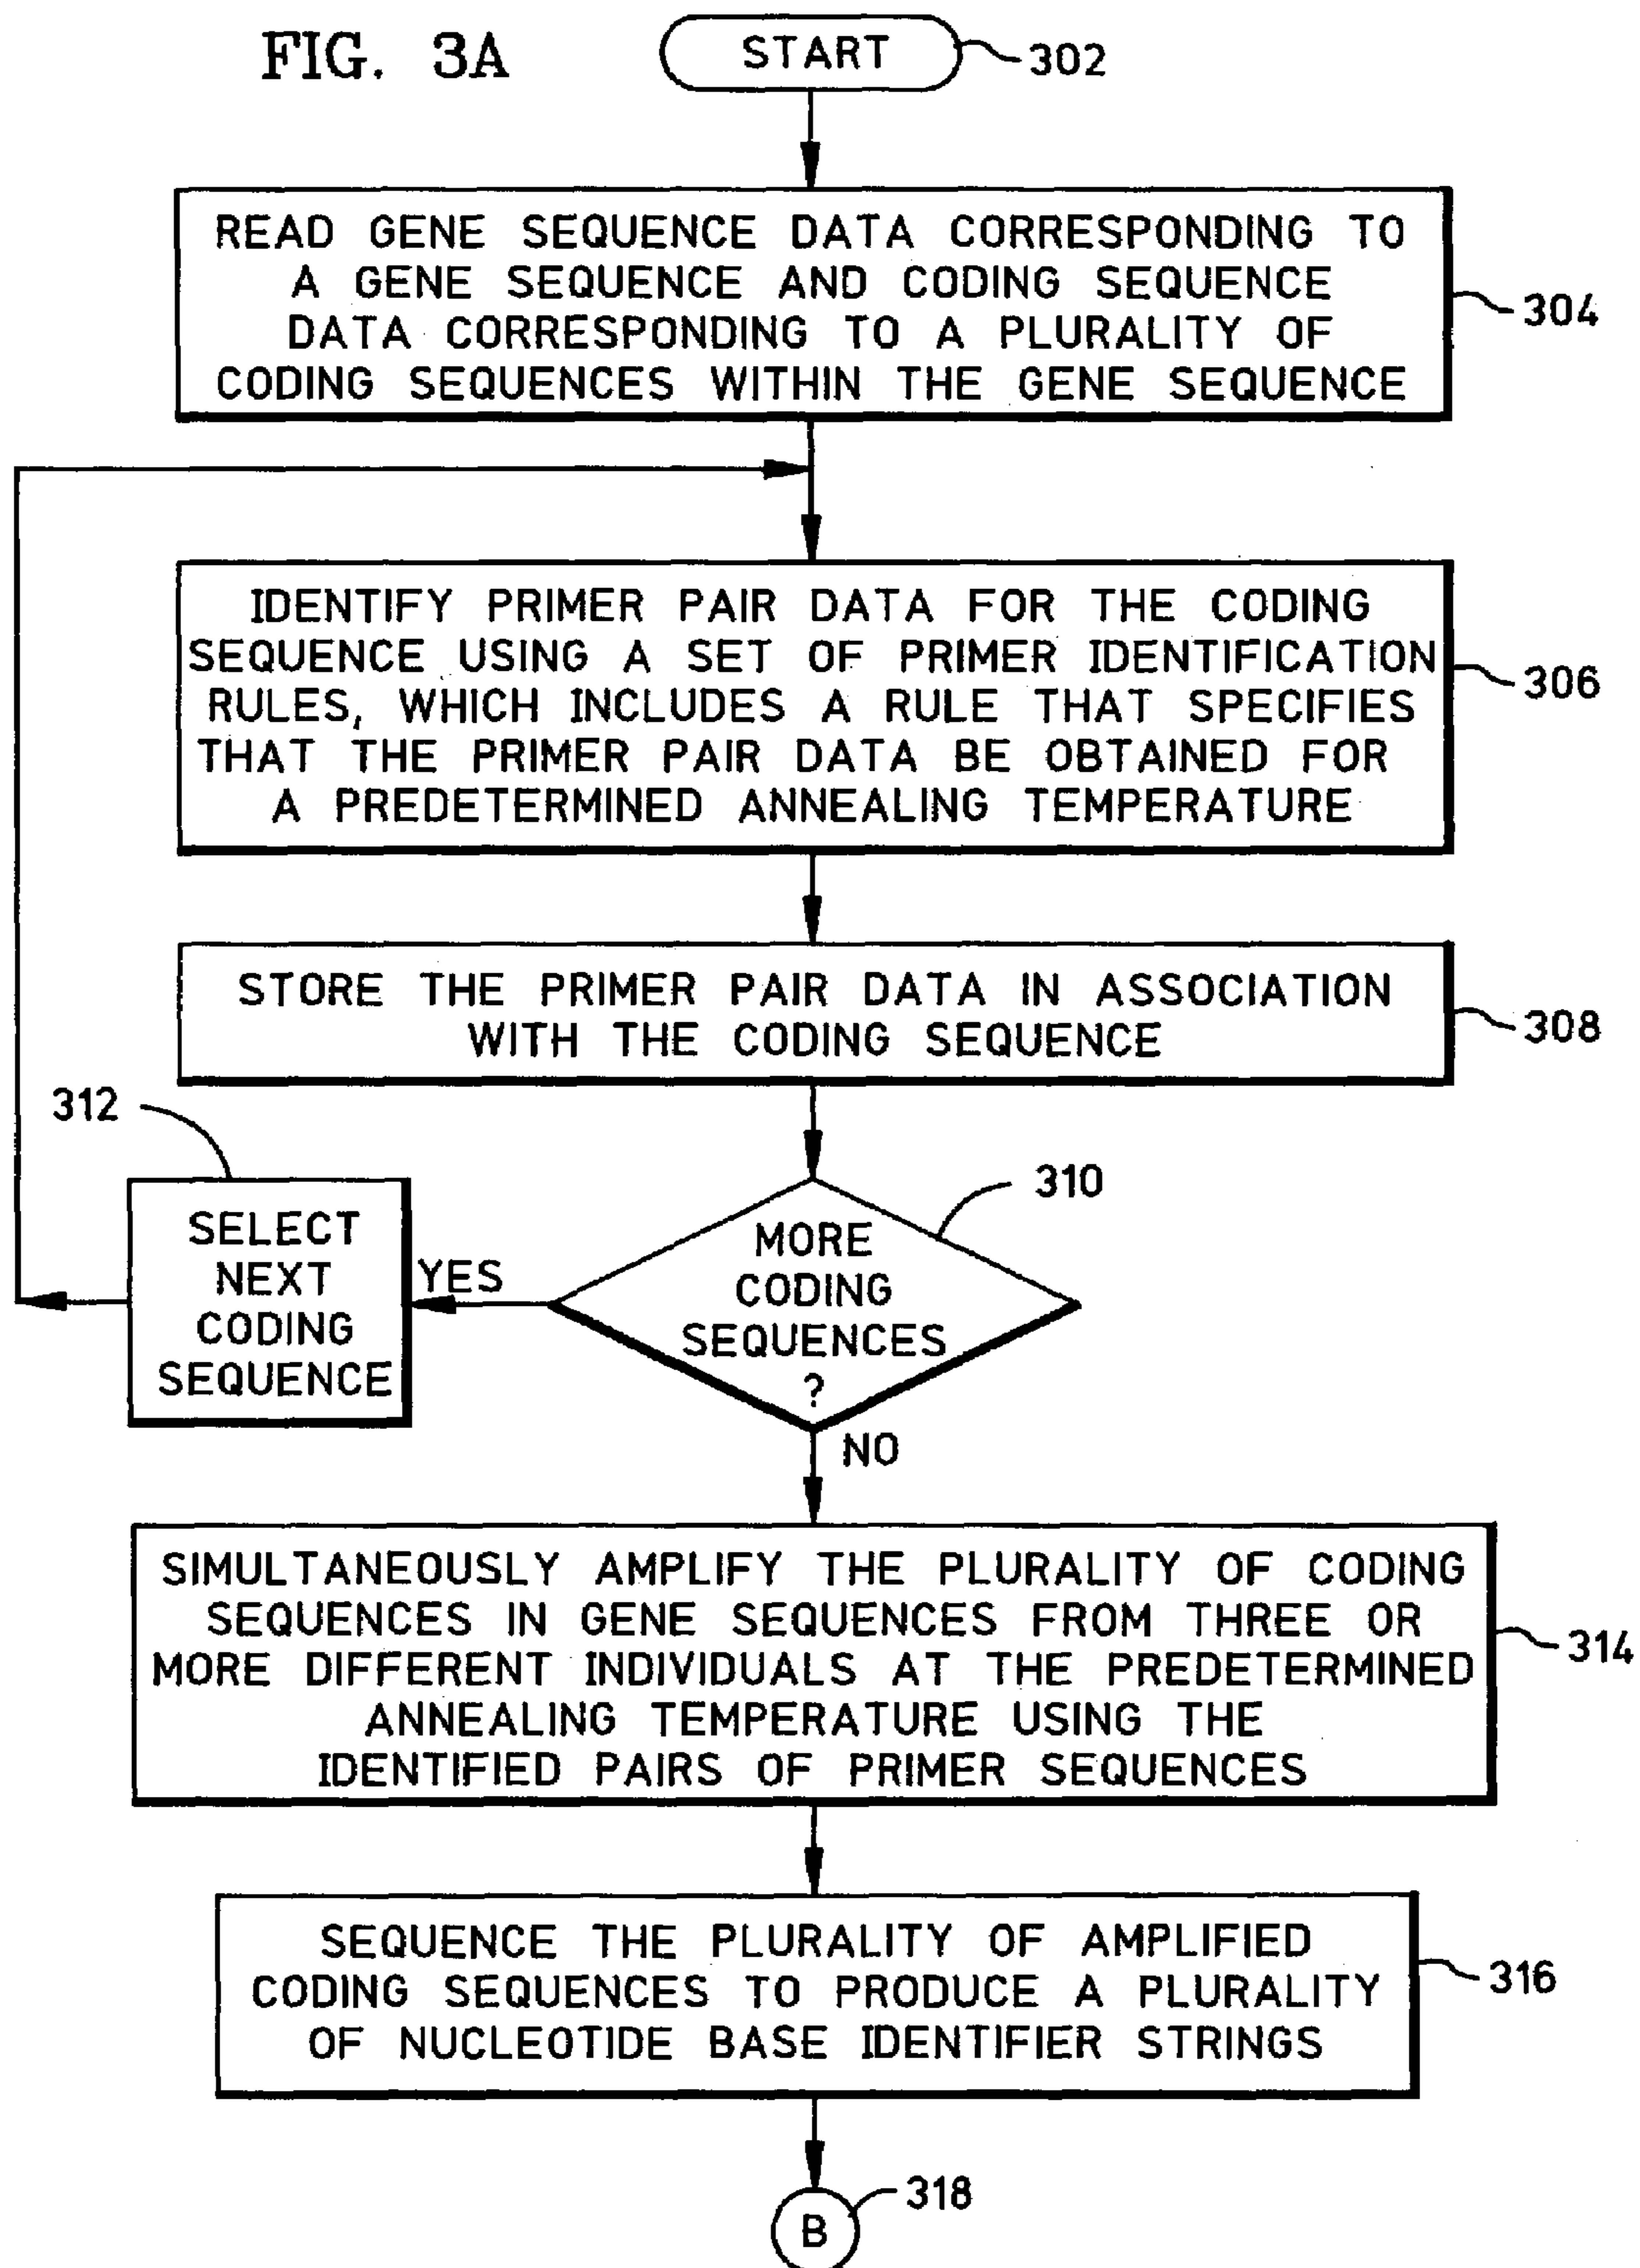 FIG. 3A
START
302
READ GENE SEQUENCE DATA CORRESPONDING TO
A GENE SEQUENCE AND CODING SEQUENCE
DATA CORRESPONDING TO A PLURALITY OF
CODING SEQUENCES WITHIN THE GENE SEQUENCE
304
IDENTIFY PRIMER PAIR DATA FOR THE CODING
SEQUENCE USING A SET OF PRIMER IDENTIFICATION
RULES, WHICH INCLUDES A RULE THAT SPECIFIES
THAT THE PRIMER PAIR DATA BE OBTAINED FOR
A PREDETERMINED ANNEALING TEMPERATURE
306
STORE THE PRIMER PAIR DATA IN ASSOCIATION
WITH THE CODING SEQUENCE
308
312
SELECT
NEXT
CODING
SEQUENCE
YES
MORE
CODING
SEQUENCES
?
310
NO
SIMULTANEOUSLY AMPLIFY THE PLURALITY OF CODING
SEQUENCES IN GENE SEQUENCES FROM THREE OR
MORE DIFFERENT INDIVIDUALS AT THE PREDETERMINED
ANNEALING TEMPERATURE USING THE
IDENTIFIED PAIRS OF PRIMER SEQUENCES
314
SEQUENCE THE PLURALITY OF AMPLIFIED
CODING SEQUENCES TO PRODUCE A PLURALITY
OF NUCLEOTIDE BASE IDENTIFIER STRINGS
316
B
318